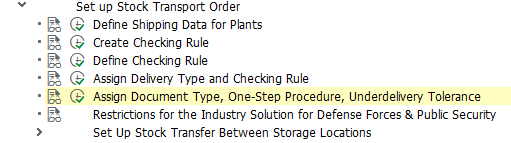 Set up Stock Transport Order
Define Shipping Data for Plants
Create Checking Rule
Define Checking Rule
Assign Delivery Type and Checking Rule
Assign Document Type, One-Step Procedure, Underdelivery Tolerance
Restrictions for the Industry Solution for Defense Forces & Public Security
Set Up Stock Transfer Between Storage Locations